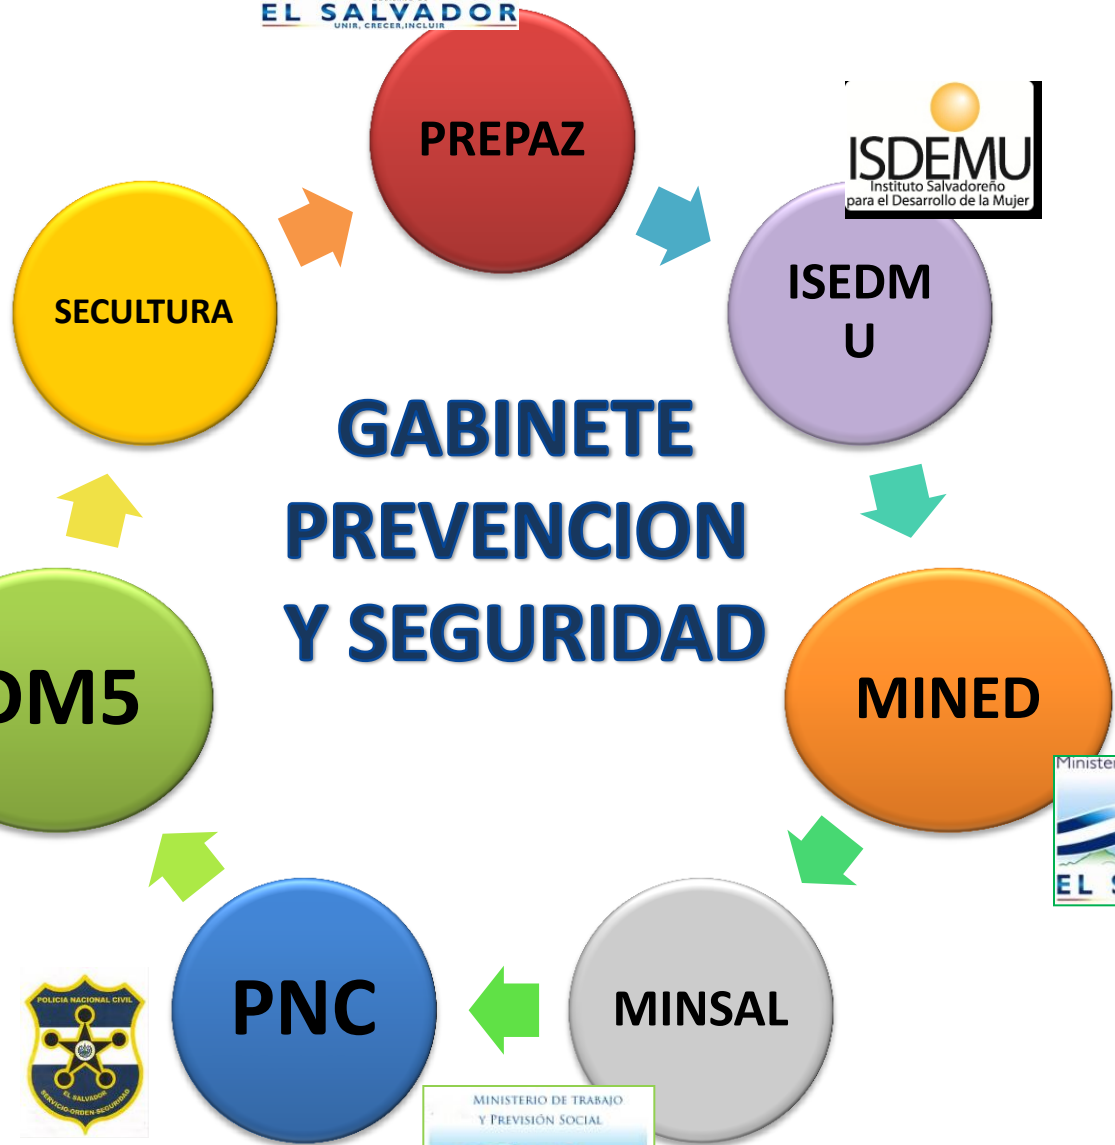 EL SALVADOR
UNIR, CRECER, INCLUIR
PREPAZ
ISDEMU
Instituto Salvadoreño
para el Desarrollo de la Mujer
SECULTURA
ISEDM
U
GABINETE
PREVENCION
Y SEGURIDAD
DM5
MINED
Minister
EL S
PNC
MINSAL
POLICIA NACIONAL CIVIL
EL SALVADOR
SERVICIO-ORDEN-SEGURIDAD
MINISTERIO DE TRABAJO
Y PREVISIÓN SOCIAL